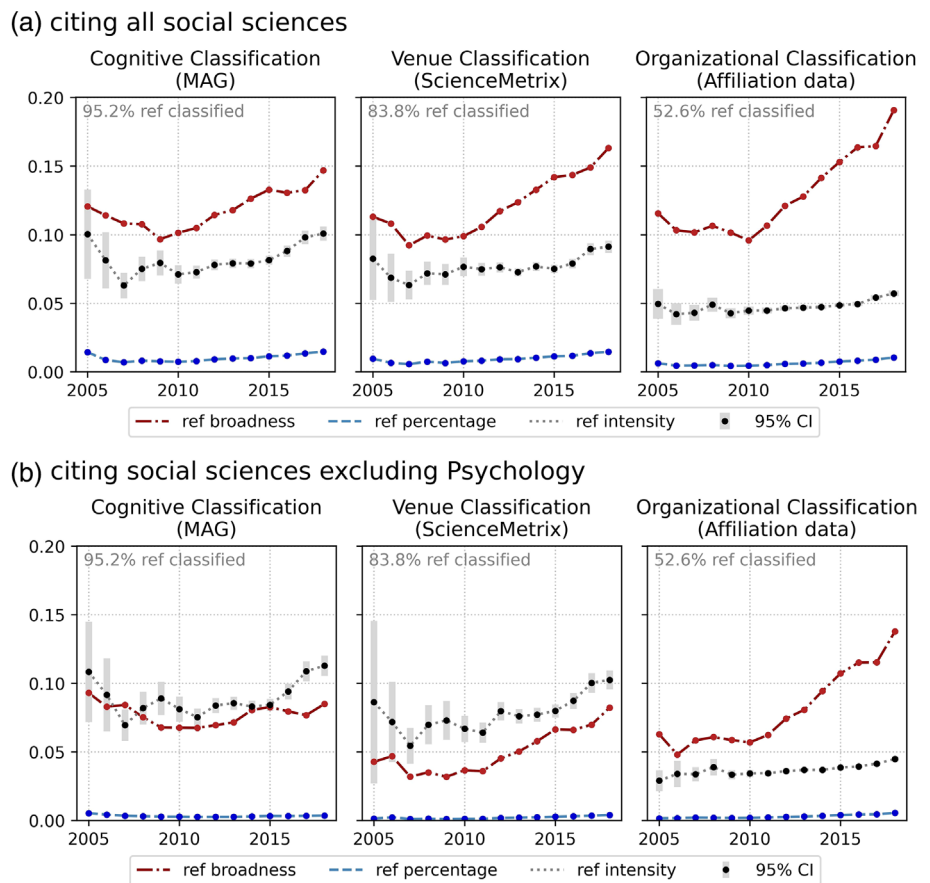 (a) citing all social sciences
Cognitive Classification
(MAG)
Venue Classification
(ScienceMetrix)
Organizational Classification
(Affiliation data)
95.2% ref classified
83.8% ref classified
52.6% ref classified
0.20
0.15
0.10
0.05
0.00
2005 2010 2015
2005 2010 2015
2005 2010 2015
ref broadness ref percentage ref intensity 95% CI
(b) citing social sciences excluding Psychology
Cognitive Classification
(MAG)
Venue Classification
(ScienceMetrix)
Organizational Classification
(Affiliation data)
95.2% ref classified
83.8% ref classified
52.6% ref classified
0.20
0.15
0.10
0.05
0.00
2005 2010 2015
2005 2010 2015
2005 2010 2015
ref broadness ref percentage ref intensity 95% CI